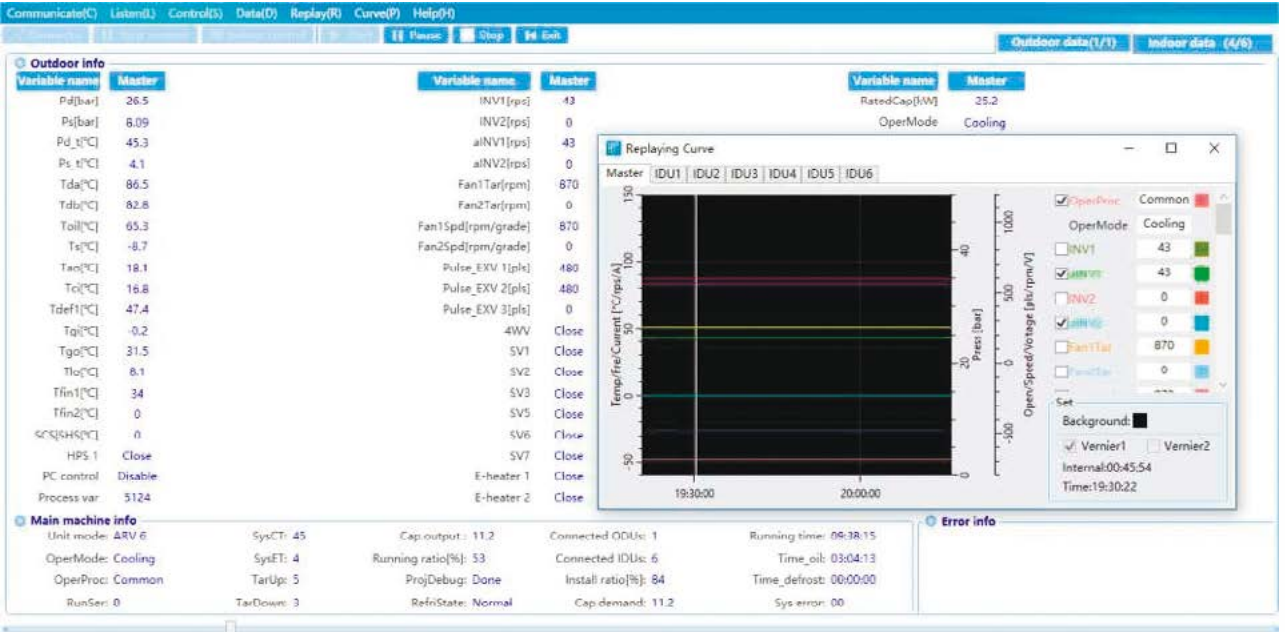 Communicate(C) Listen(L) Control(S) Data(D) Replay(R) Curve(P) Help(H)
Pause Stop Exit
Outdoor data(1/1) Indoor data (4/6)
Outdoor info
Variable name Master Variable name Master Variable name Master
Pd[bar] 26.5 INV1[rps] 43 RatedCap[kW] 25.2
Ps[bar] 8.09 INV2[rps] 0 OperMode Cooling
Pd_t[°C] 45.3 aINV1[rps] 43
Ps_t[°C] 4.1 aINV2[rps] 0
Tda[°C] 86.5 Fan1Tar[rpm] 870
Tdb[°C] 82.8 Fan2Tar[rpm] 0
Toil[°C] 65.3 Fan1Spd[rpm/grade] 870
Ts[°C] -8.7 Fan2Spd[rpm/grade] 0
Tao[°C] 18.1 Pulse_EXV 1[pls] 480
Tci[°C] 16.8 Pulse_EXV 2[pls] 480
Tdef1[°C] 47.4 Pulse_EXV 3[pls] 0
Tgi[°C] -0.2 4WV Close
Tgo[°C] 31.5 SV1 Close
Tlo[°C] 8.1 SV2 Close
Tfin1[°C] 34 SV3 Close
Tfin2[°C] 0 SV5 Close
SCS|SHS[°C] 0 SV6 Close
HPS 1 Close SV7 Close
PC control Disable E-heater 1 Close
Process var 5124 E-heater 2 Close
Replaying Curve
Master IDU1 IDU2 IDU3 IDU4 IDU5 IDU6
Temp/Fre/Current [°C/rps/A]
150 100 50 0 -50
Press [bar]
40 20 0
Open/Speed/Votage [pls/rpm/V]
1000 500 0 -500
19:30:00 20:00:00
OperProc Common
OperMode Cooling
INV1 43
aINV1 43
INV2 0
aINV2 0
Fan1Tar 870
Fan2Tar 0
Set
Background:
Vernier1 Vernier2
Internal:00:45:54
Time:19:30:22
Main machine info
Unit mode: ARV 6 SysCT: 45 Cap.output.: 11.2 Connected ODUs: 1 Running time: 09:38:15
OperMode: Cooling SysET: 4 Running ratio[%]: 53 Connected IDUs: 6 Time_oil: 03:04:13
OperProc: Common TarUp: 5 ProjDebug: Done Install ratio[%]: 84 Time_defrost: 00:00:00
RunSer: 0 TarDown: 3 RefriState: Normal Cap.demand: 11.2 Sys error: 00
Error info